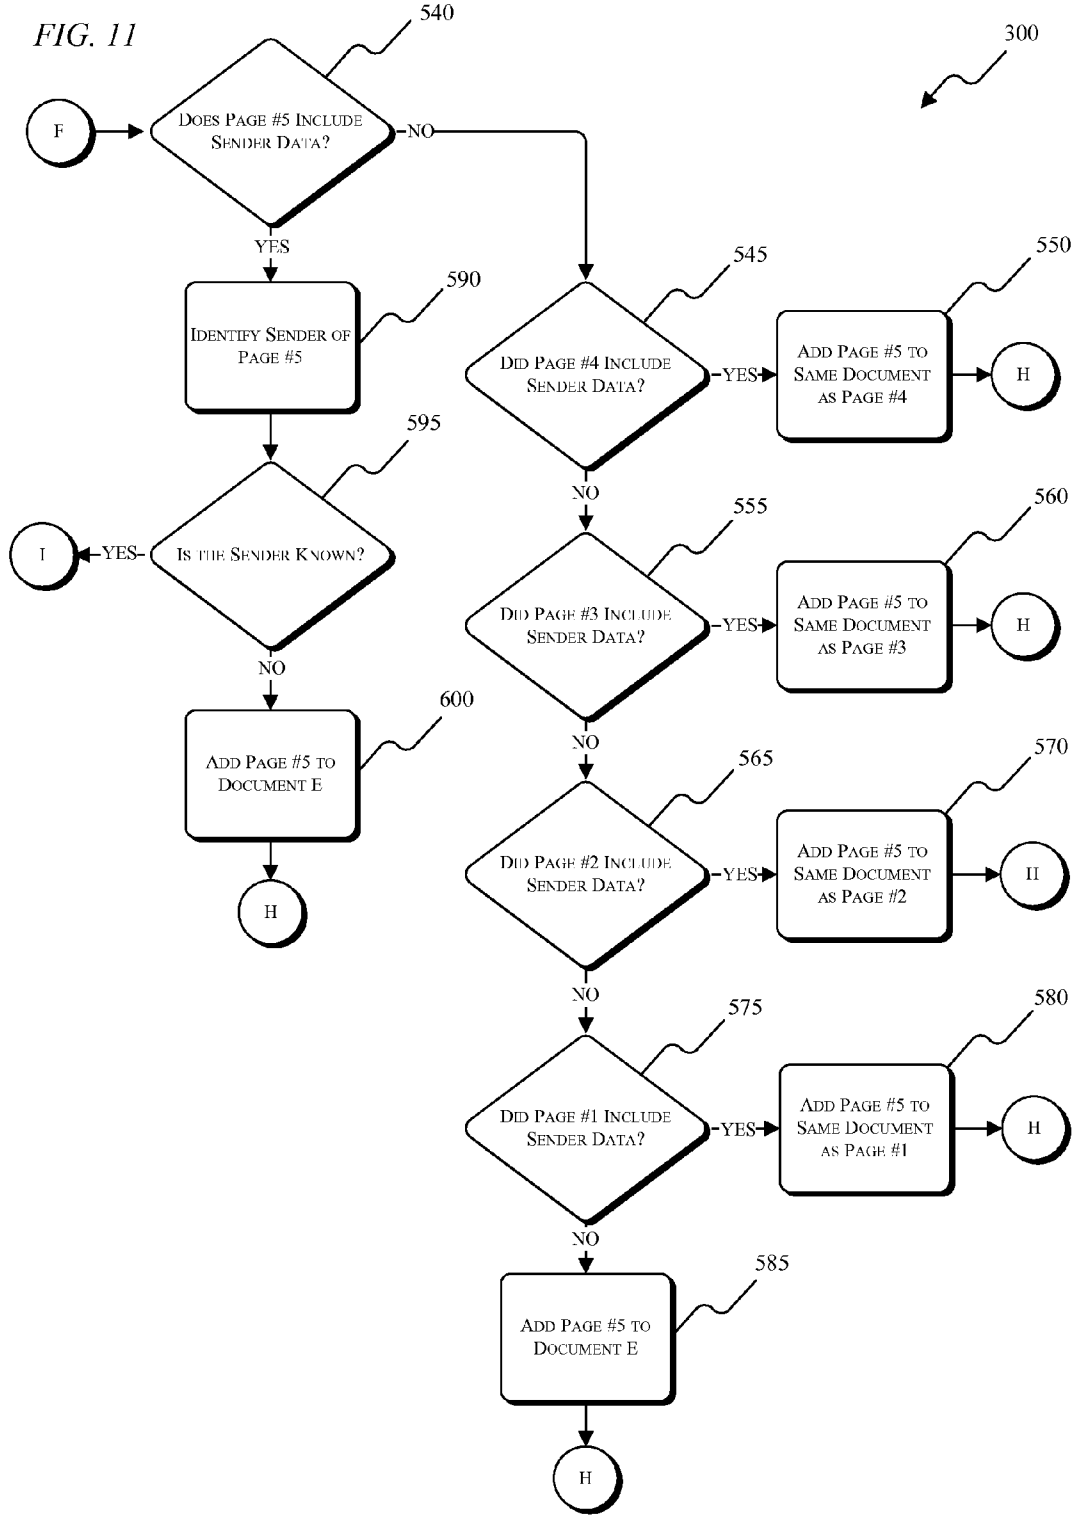 FIG. 11
540
300
F
DOES PAGE #5 INCLUDE
SENDER DATA?
NO
YES
590
IDENTIFY SENDER OF
PAGE #5
545
DID PAGE #4 INCLUDE
SENDER DATA?
YES
550
ADD PAGE #5 TO
SAME DOCUMENT
AS PAGE #4
H
NO
595
IS THE SENDER KNOWN?
YES
I
NO
555
DID PAGE #3 INCLUDE
SENDER DATA?
YES
560
ADD PAGE #5 TO
SAME DOCUMENT
AS PAGE #3
H
NO
600
ADD PAGE #5 TO
DOCUMENT E
H
565
DID PAGE #2 INCLUDE
SENDER DATA?
YES
570
ADD PAGE #5 TO
SAME DOCUMENT
AS PAGE #2
H
NO
575
DID PAGE #1 INCLUDE
SENDER DATA?
YES
580
ADD PAGE #5 TO
SAME DOCUMENT
AS PAGE #1
H
NO
585
ADD PAGE #5 TO
DOCUMENT E
H